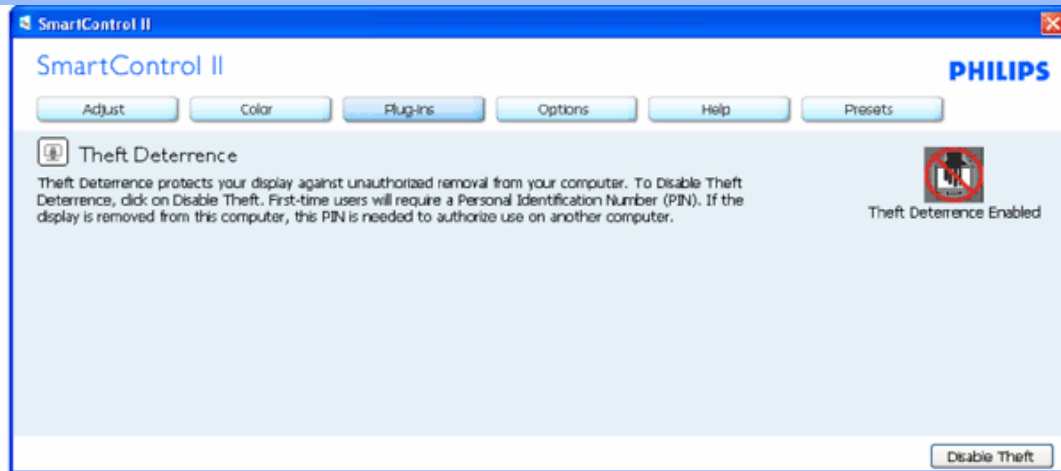 SmartControl II
SmartControl II
PHILIPS
Adjust Color Plug-Ins Options Help Presets
Theft Deterrence
Theft Deterrence protects your display against unauthorized removal from your computer. To Disable Theft
Deterrence, click on Disable Theft. First-time users will require a Personal Identification Number (PIN). If the
display is removed from this computer, this PIN is needed to authorize use on another computer.
Theft Deterrence Enabled
Disable Theft